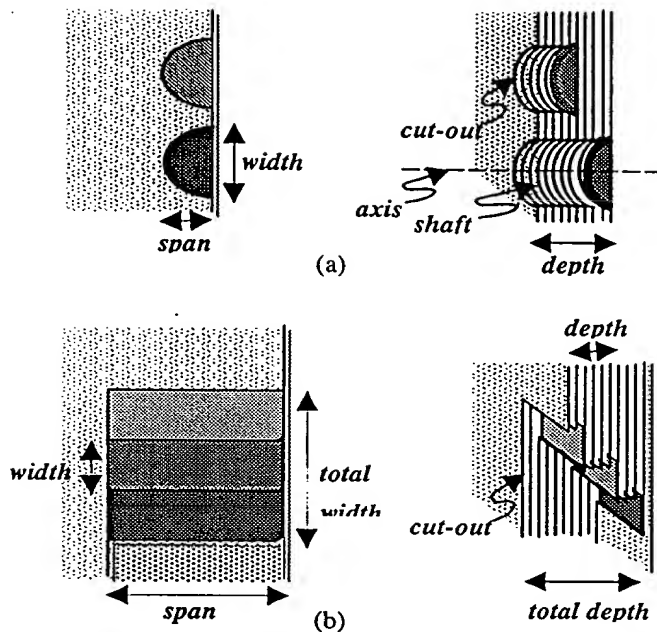 width
span
cut-out
axis
shaft
depth
(a)
width
total
width
span
depth
cut-out
total depth
(b)